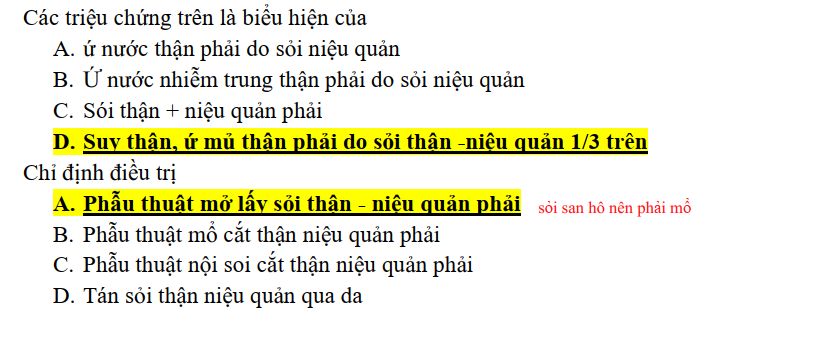 Các triệu chứng trên là biểu hiện của
A. ứ nước thận phải do sỏi niệu quản
B. Ứ nước nhiễm trung thận phải do sỏi niệu quản
C. Sói thận + niệu quản phải
D. Suy thận, ứ mủ thận phải do sỏi thận -niệu quản 1/3 trên
Chỉ định điều trị
A. Phẫu thuật mở lấy sỏi thận - niệu quản phải sỏi san hô nên phải mổ
B. Phẫu thuật mổ cắt thận niệu quản phải
C. Phẫu thuật nội soi cắt thận niệu quản phải
D. Tán sỏi thận niệu quản qua da